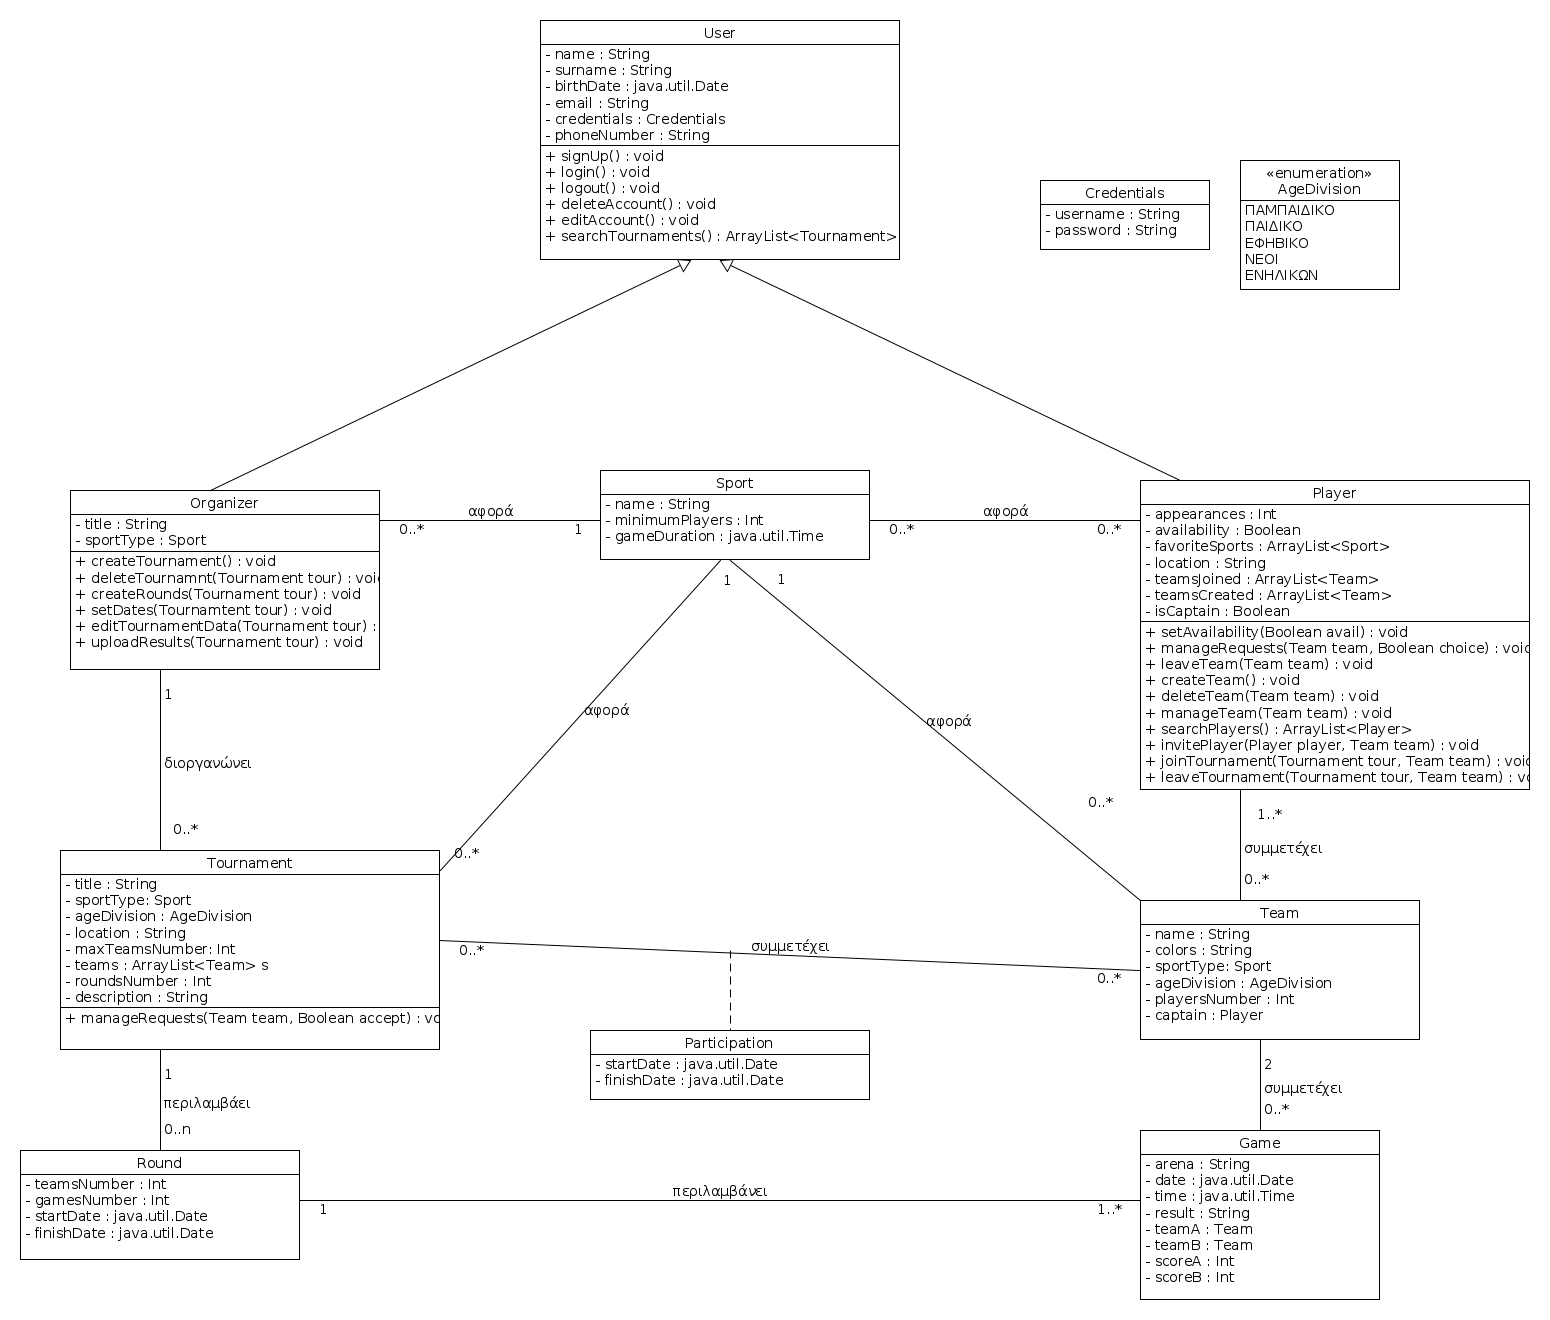 User
- name : String
- surname : String
- birthDate : java.util.Date
- email : String
- credentials : Credentials
- phoneNumber : String
+ signUp() : void
+ login() : void
+ logout() : void
+ deleteAccount() : void
+ editAccount() : void
+ searchTournaments() : ArrayList<Tournament>
Credentials
- username : String
- password : String
«enumeration»
AgeDivision
ΠΑΜΠΑΙΔΙΚΟ
ΠΑΙΔΙΚΟ
ΕΦΗΒΙΚΟ
ΝΕΟΙ
ΕΝΗΛΙΚΩΝ
Organizer
- title : String
- sportType : Sport
+ createTournament() : void
+ deleteTournamnt(Tournament tour) : voi
+ createRounds(Tournament tour) : void
+ setDates(Tournamtent tour) : void
+ editTournamentData(Tournament tour) :
+ uploadResults(Tournament tour) : void
αφορά
0..*
1
Sport
- name : String
- minimumPlayers : Int
- gameDuration : java.util.Time
αφορά
0..*
0..*
Player
- appearances : Int
- availability : Boolean
- favoriteSports : ArrayList<Sport>
- location : String
- teamsJoined : ArrayList<Team>
- teamsCreated : ArrayList<Team>
- isCaptain : Boolean
+ setAvailability(Boolean avail) : void
+ manageRequests(Team team, Boolean choice) : void
+ leaveTeam(Team team) : void
+ createTeam() : void
+ deleteTeam(Team team) : void
+ manageTeam(Team team) : void
+ searchPlayers() : ArrayList<Player>
+ invitePlayer(Player player, Team team) : void
+ joinTournament(Tournament tour, Team team) : void
+ leaveTournament(Tournament tour, Team team) : vo
1
1
1
διοργανώνει
0..*
αφορά
0..*
αφορά
0..*
1..*
συμμετέχει
0..*
Tournament
- title : String
- sportType: Sport
- ageDivision : AgeDivision
- location : String
- maxTeamsNumber: Int
- teams : ArrayList<Team> s
- roundsNumber : Int
- description : String
+ manageRequests(Team team, Boolean accept) : vo
0..*
συμμετέχει
0..*
Team
- name : String
- colors : String
- sportType: Sport
- ageDivision : AgeDivision
- playersNumber : Int
- captain : Player
Participation
- startDate : java.util.Date
- finishDate : java.util.Date
1
περιλαμβάει
0..n
2
συμμετέχει
0..*
Round
- teamsNumber : Int
- gamesNumber : Int
- startDate : java.util.Date
- finishDate : java.util.Date
περιλαμβάνει
1
1..*
Game
- arena : String
- date : java.util.Date
- time : java.util.Time
- result : String
- teamA : Team
- teamB : Team
- scoreA : Int
- scoreB : Int